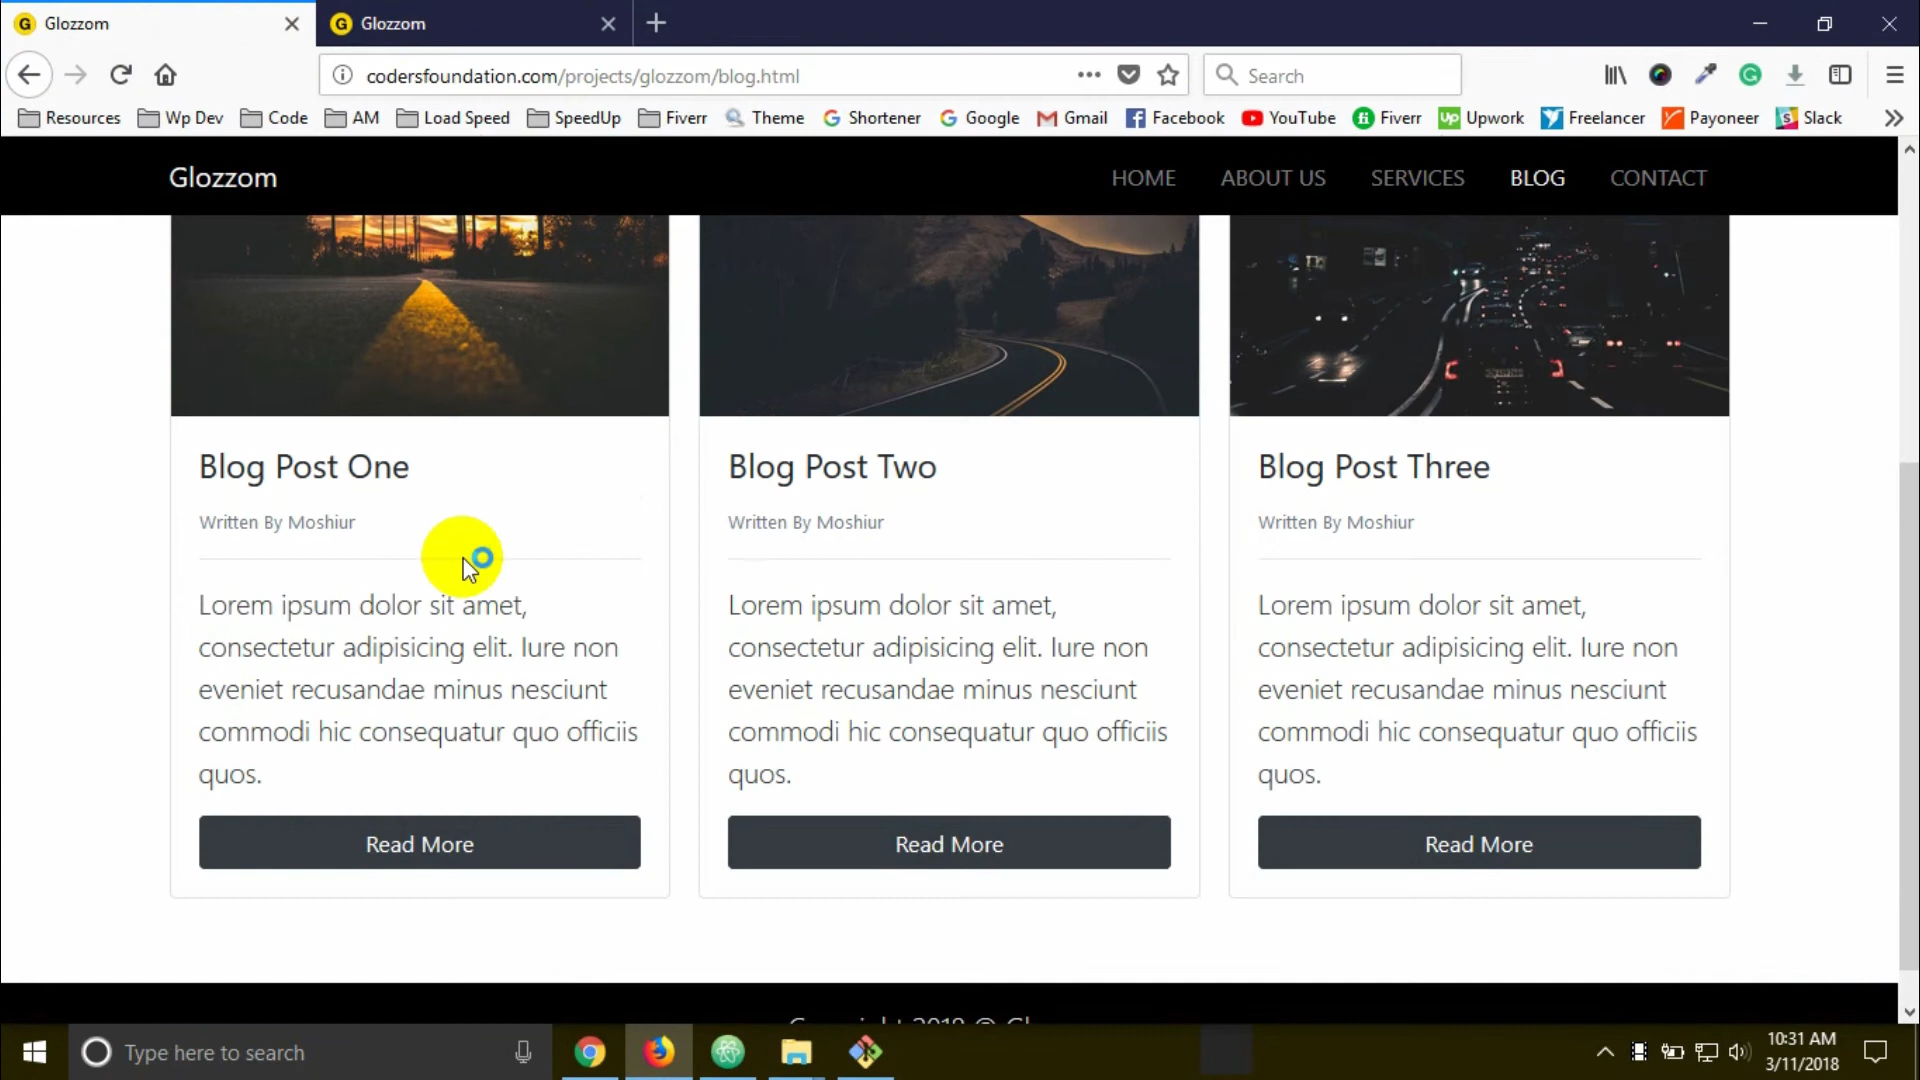 Glozzom
Glozzom
codersfoundation.com/projects/glozzom/blog.html
Search
Resources
Wp Dev
Code
AM
Load Speed
SpeedUp
Fiverr
Theme
Shortener
Google
Gmail
Facebook
YouTube
Fiverr
Upwork
Freelancer
Payoneer
Slack
Glozzom
HOME
ABOUT US
SERVICES
BLOG
CONTACT
Blog Post One
Written By Moshiur
Lorem ipsum dolor sit amet,
consectetur adipisicing elit. Iure non
eveniet recusandae minus nesciunt
commodi hic consequatur quo officiis
quos.
Read More
Blog Post Two
Written By Moshiur
Lorem ipsum dolor sit amet,
consectetur adipisicing elit. Iure non
eveniet recusandae minus nesciunt
commodi hic consequatur quo officiis
quos.
Read More
Blog Post Three
Written By Moshiur
Lorem ipsum dolor sit amet,
consectetur adipisicing elit. Iure non
eveniet recusandae minus nesciunt
commodi hic consequatur quo officiis
quos.
Read More
Type here to search
10:31 AM
3/11/2018